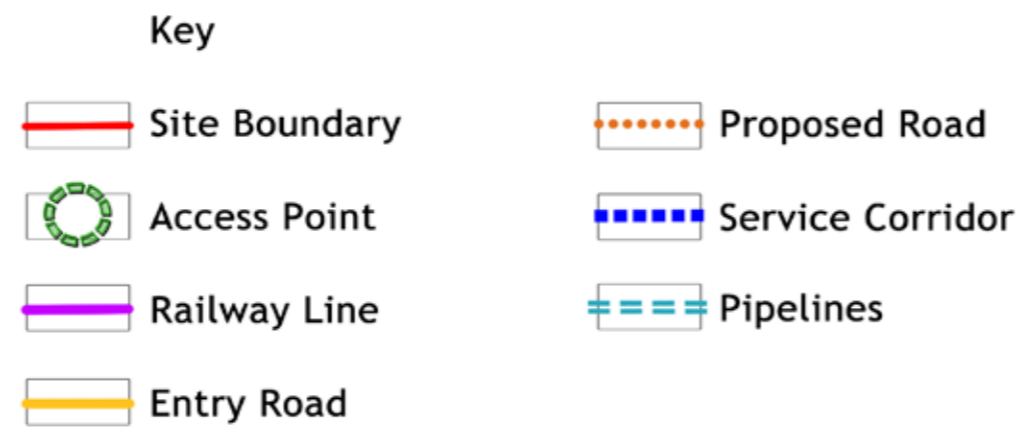 Key
Site Boundary
Access Point
Railway Line
Entry Road
Proposed Road
Service Corridor
Pipelines